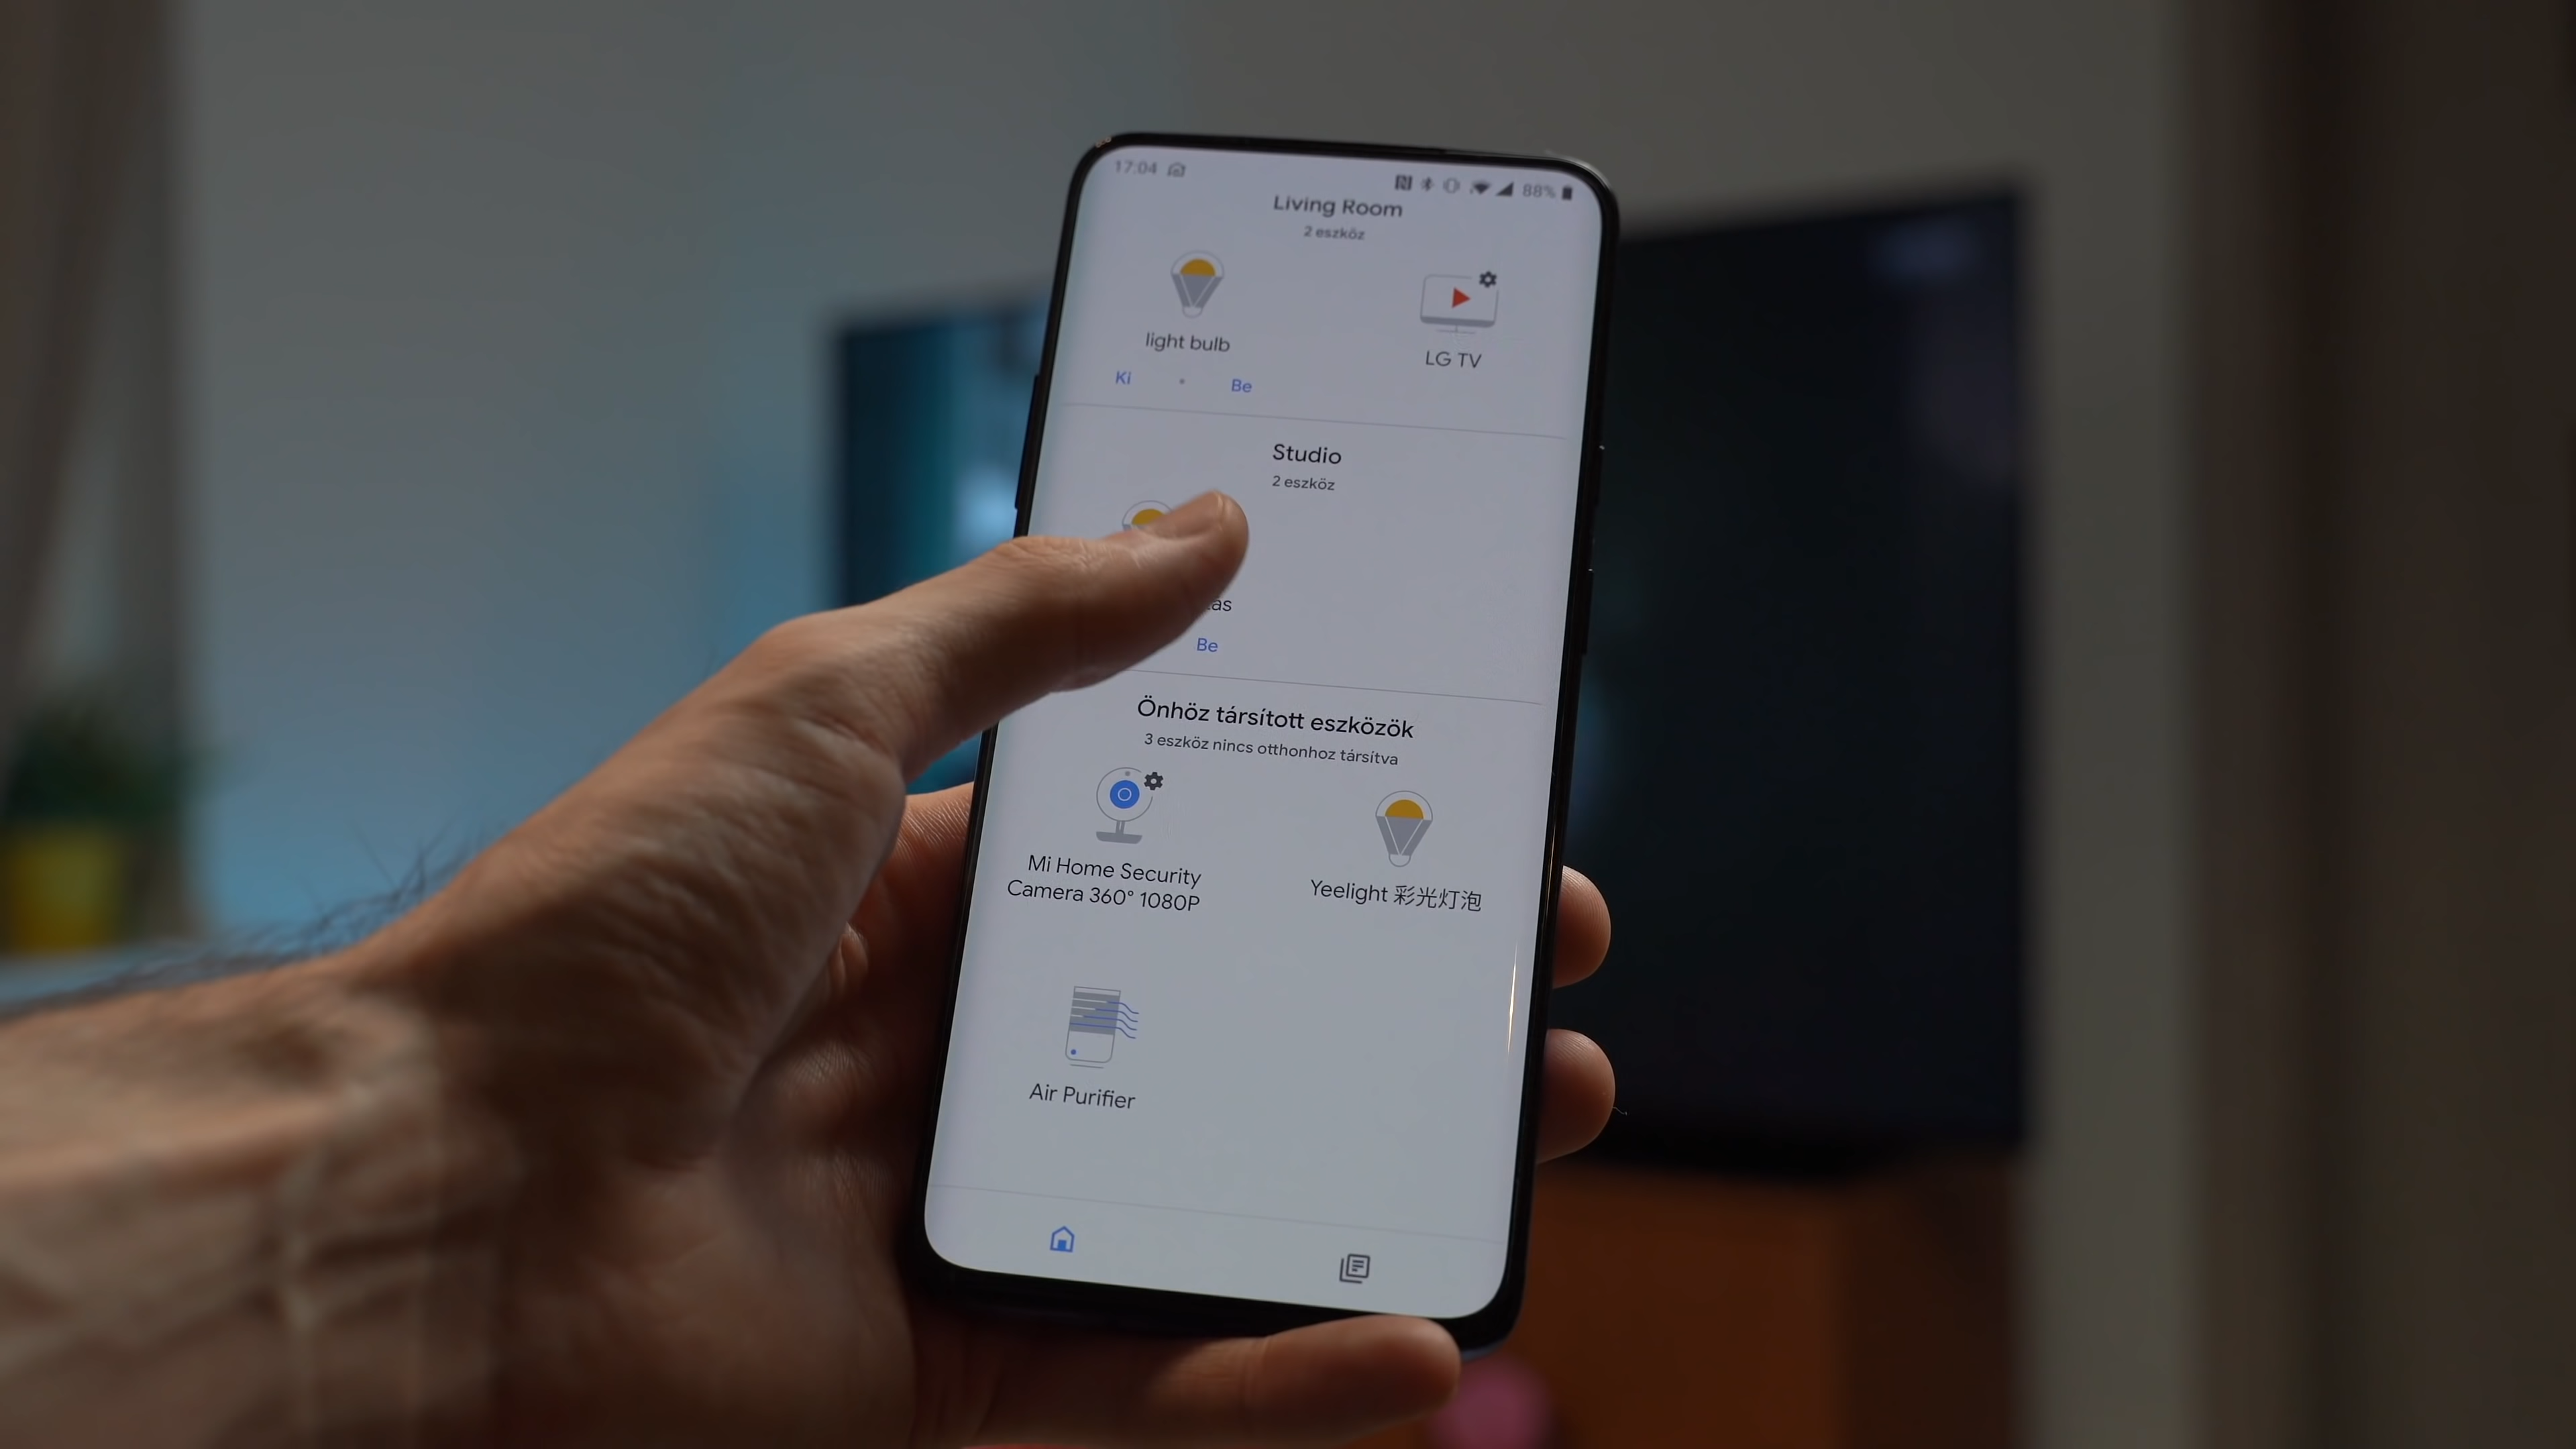 17:04 88%
Living Room
2 eszköz
light bulb
LG TV
Ki • Be
Studio
2 eszköz
Be
Önhöz társított eszközök
3 eszköz nincs otthonhoz társítva
Mi Home Security
Camera 360° 1080P
Yeelight 彩光灯泡
Air Purifier